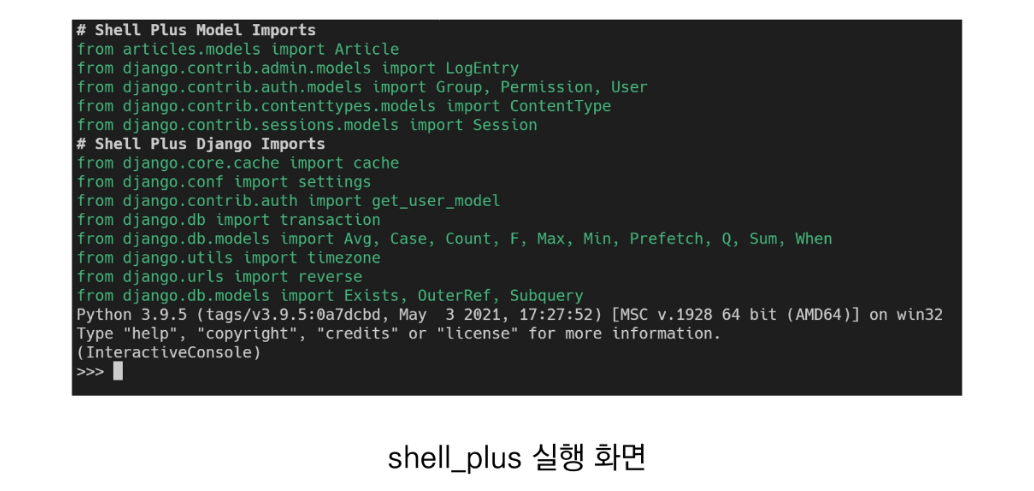 # Shell Plus Model Imports
from articles.models import Article
from django.contrib.admin.models import LogEntry
from django.contrib.auth.models import Group, Permission, User
from django.contrib.contenttypes.models import ContentType
from django.contrib.sessions.models import Session
# Shell Plus Django Imports
from django.core.cache import cache
from django.conf import settings
from django.contrib.auth import get_user_model
from django.db import transaction
from django.db.models import Avg, Case, Count, F, Max, Min, Prefetch, Q, Sum, When
from django.utils import timezone
from django.urls import reverse
from django.db.models import Exists, OuterRef, Subquery
Python 3.9.5 (tags/v3.9.5:0a7dcbd, May  3 2021, 17:27:52) [MSC v.1928 64 bit (AMD64)] on win32
Type "help", "copyright", "credits" or "license" for more information.
(InteractiveConsole)
>>>
shell_plus 실행 화면